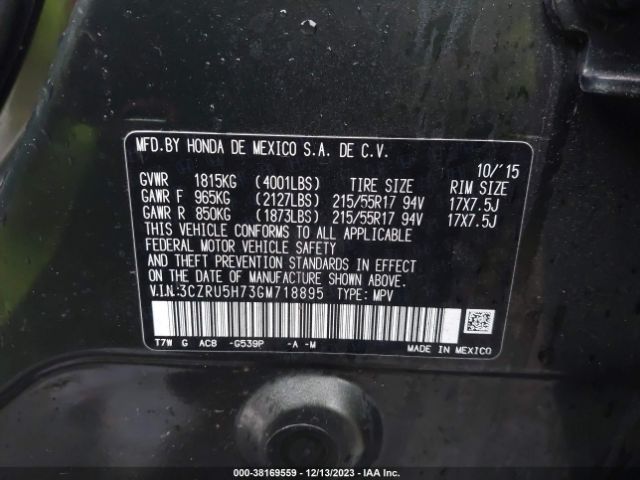 MFD.BY HONDA DE MEXICO S.A. DE C.V.
10/'15
GVWR 1815KG (4001LBS) TIRE SIZE RIM SIZE
GAWR F 965KG (2127LBS) 215/55R17 94V 17X7.5J
GAWR R 850KG (1873LBS) 215/55R17 94V 17X7.5J
THIS VEHICLE CONFORMS TO ALL APPLICABLE
FEDERAL MOTOR VEHICLE SAFETY
AND THEFT PREVENTION STANDARDS IN EFFECT
ON THE DATE OF MANUFACTURE SHOWN ABOVE.
V.I.N.:3CZRU5H73GM718895 TYPE: MPV
T7W G AC8 -G539P -A -M MADE IN MEXICO
000-38169559 - 12/13/2023 - IAA Inc.